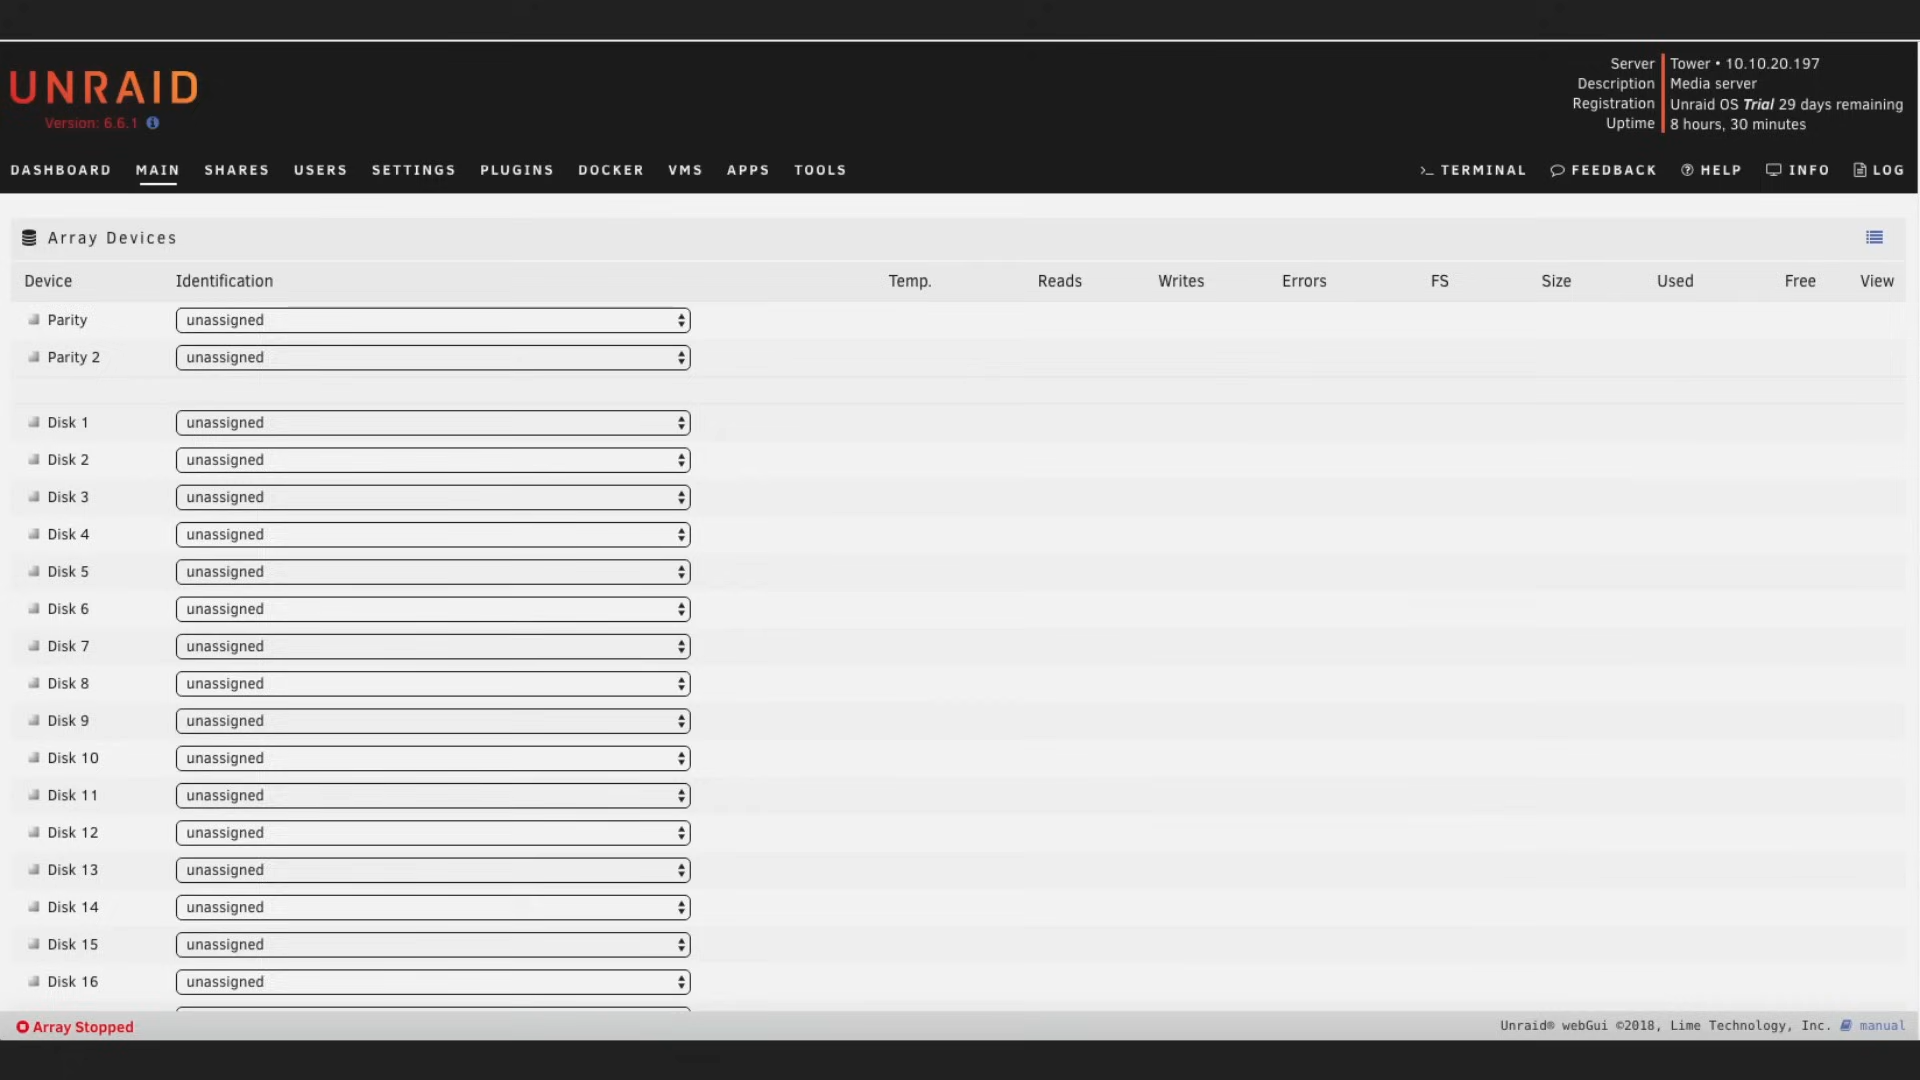 UNRAID
Version: 6.6.1
Server Tower • 10.10.20.197
Description Media server
Registration Unraid OS Trial 29 days remaining
Uptime 8 hours, 30 minutes
DASHBOARD MAIN SHARES USERS SETTINGS PLUGINS DOCKER VMS APPS TOOLS >_ TERMINAL FEEDBACK HELP INFO LOG
Array Devices
Device Identification Temp. Reads Writes Errors FS Size Used Free View
Parity unassigned
Parity 2 unassigned
Disk 1 unassigned
Disk 2 unassigned
Disk 3 unassigned
Disk 4 unassigned
Disk 5 unassigned
Disk 6 unassigned
Disk 7 unassigned
Disk 8 unassigned
Disk 9 unassigned
Disk 10 unassigned
Disk 11 unassigned
Disk 12 unassigned
Disk 13 unassigned
Disk 14 unassigned
Disk 15 unassigned
Disk 16 unassigned
Array Stopped Unraid® webGui ©2018, Lime Technology, Inc. manual